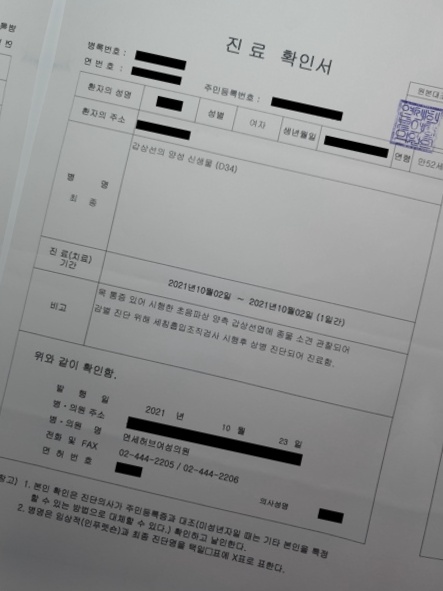 진료 확인서
병록번호 :
연번호 :
주민등록번호 :
원본대조
환자의 성명 성별 여자 생년월일 연령 만52세
환자의 주소
병명
최종
갑상선의 양성 신생물 (D34)
진료(치료)
기간
2021년10월02일 ~ 2021년10월02일 (1일간)
비고
목 통증 있어 시행한 초음파상 양측 갑상선엽에 종물 소견 관찰되어
감별 진단 위해 세침흡입조직검사 시행후 상병 진단되어 진료함.
위와 같이 확인함.
발행일 2021 년 10 월 23 일
병·의원 주소
병·의원 명 연세허브여성의원
전화 및 FAX 02-444-2205 / 02-444-2206
면허번호 의사성명
참고) 1. 본인 확인은 진단의사가 주민등록증과 대조(미성년자일 때는 기타 본인을 특정
할 수 있는 방법으로 대체할 수 있다.) 확인하고 날인한다.
2. 병명은 임상적(인푸렛숀)과 최종 진단명을 택일□표에 X표로 표한다.